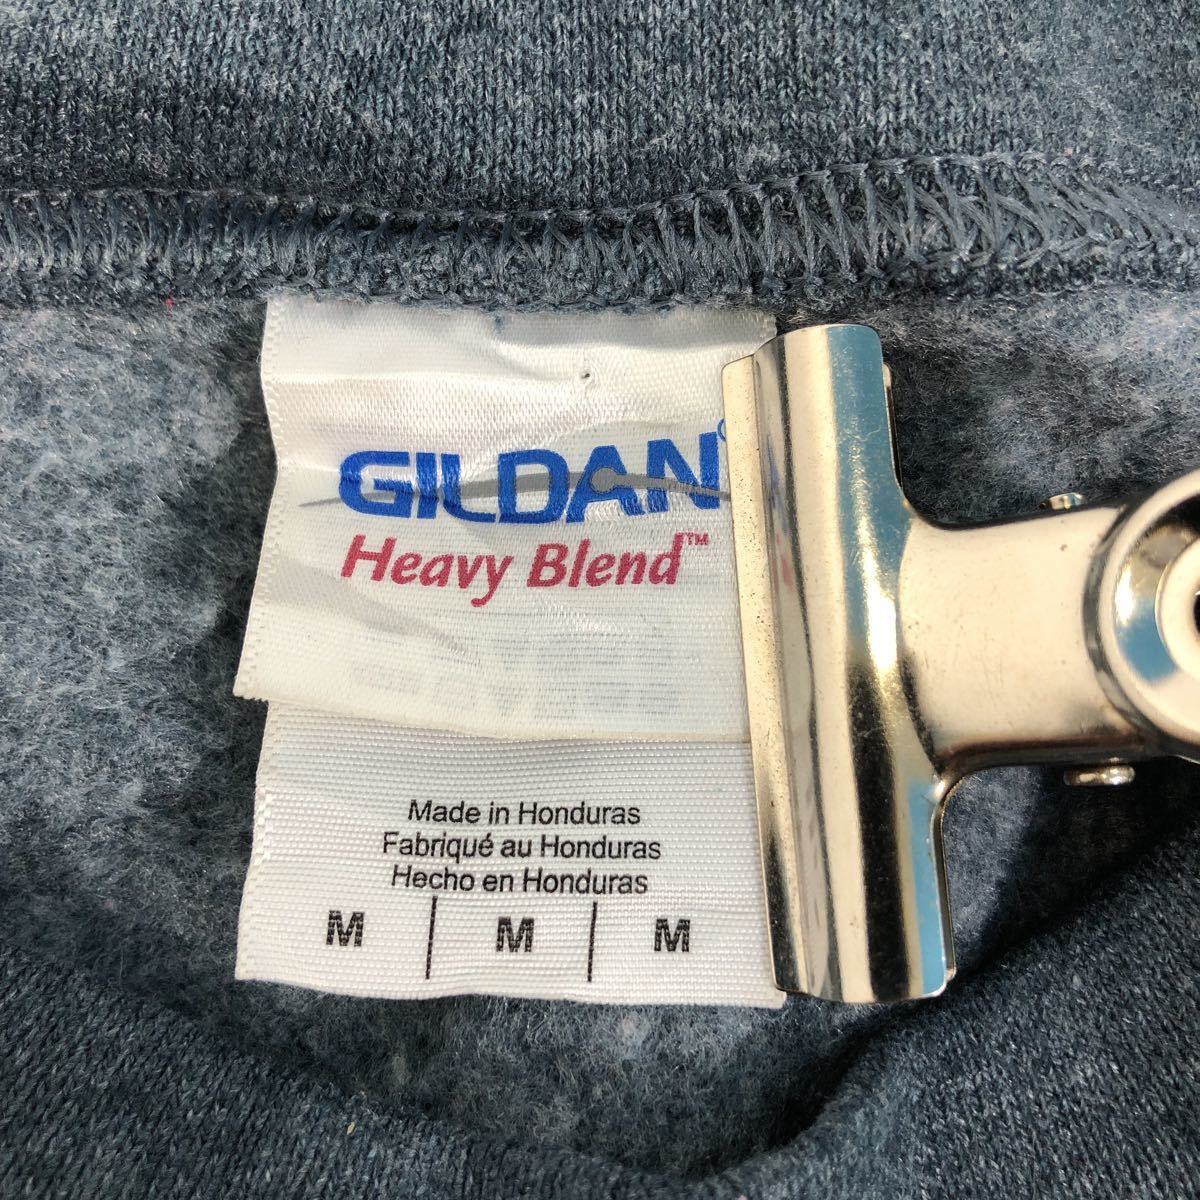 GILDAN®
Heavy Blend™
Made in Honduras
Fabriqué au Honduras
Hecho en Honduras
M | M | M